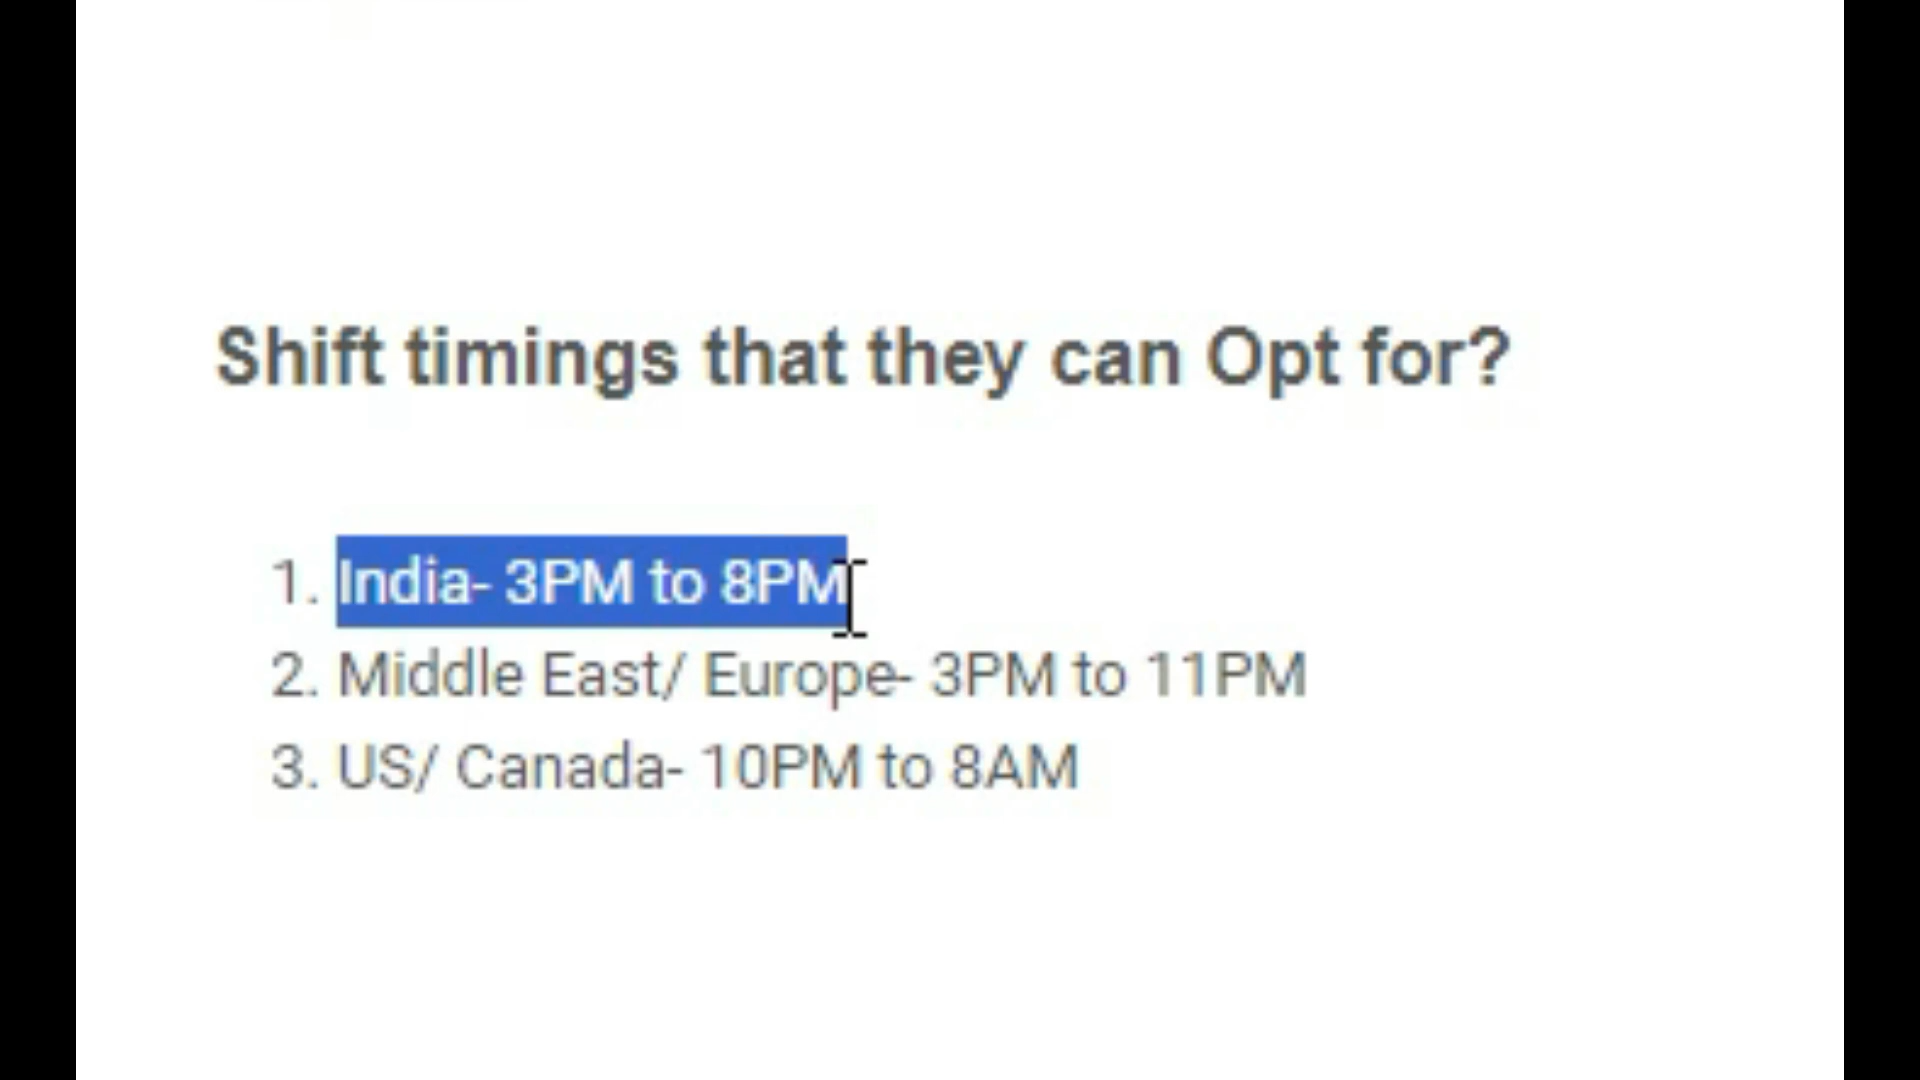 Shift timings that they can Opt for?
1. India- 3PM to 8PM
2. Middle East/ Europe- 3PM to 11PM
3. US/ Canada- 10PM to 8AM